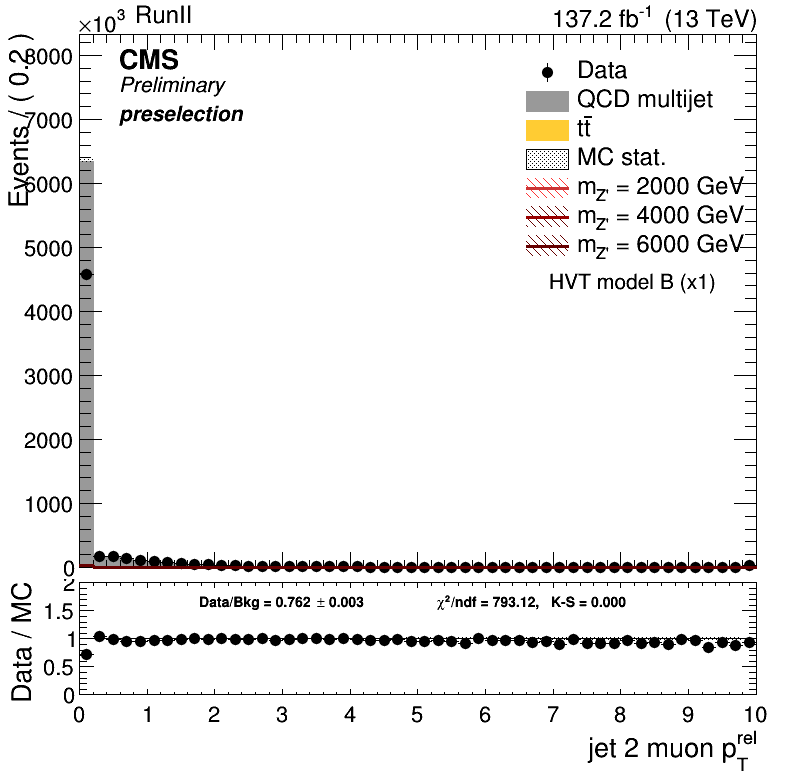 ×10³ RunII
137.2 fb⁻¹ (13 TeV)
Events / ( 0.2 )
8000
7000
6000
5000
4000
3000
2000
1000
0
CMS
Preliminary
preselection
Data
QCD multijet
tt̄
MC stat.
m_Z' = 2000 GeV
m_Z' = 4000 GeV
m_Z' = 6000 GeV
HVT model B (x1)
Data / MC
2
1.5
1
0.5
0
Data/Bkg = 0.762 ± 0.003
χ²/ndf = 793.12, K-S = 0.000
0 1 2 3 4 5 6 7 8 9 10
jet 2 muon p_T^rel